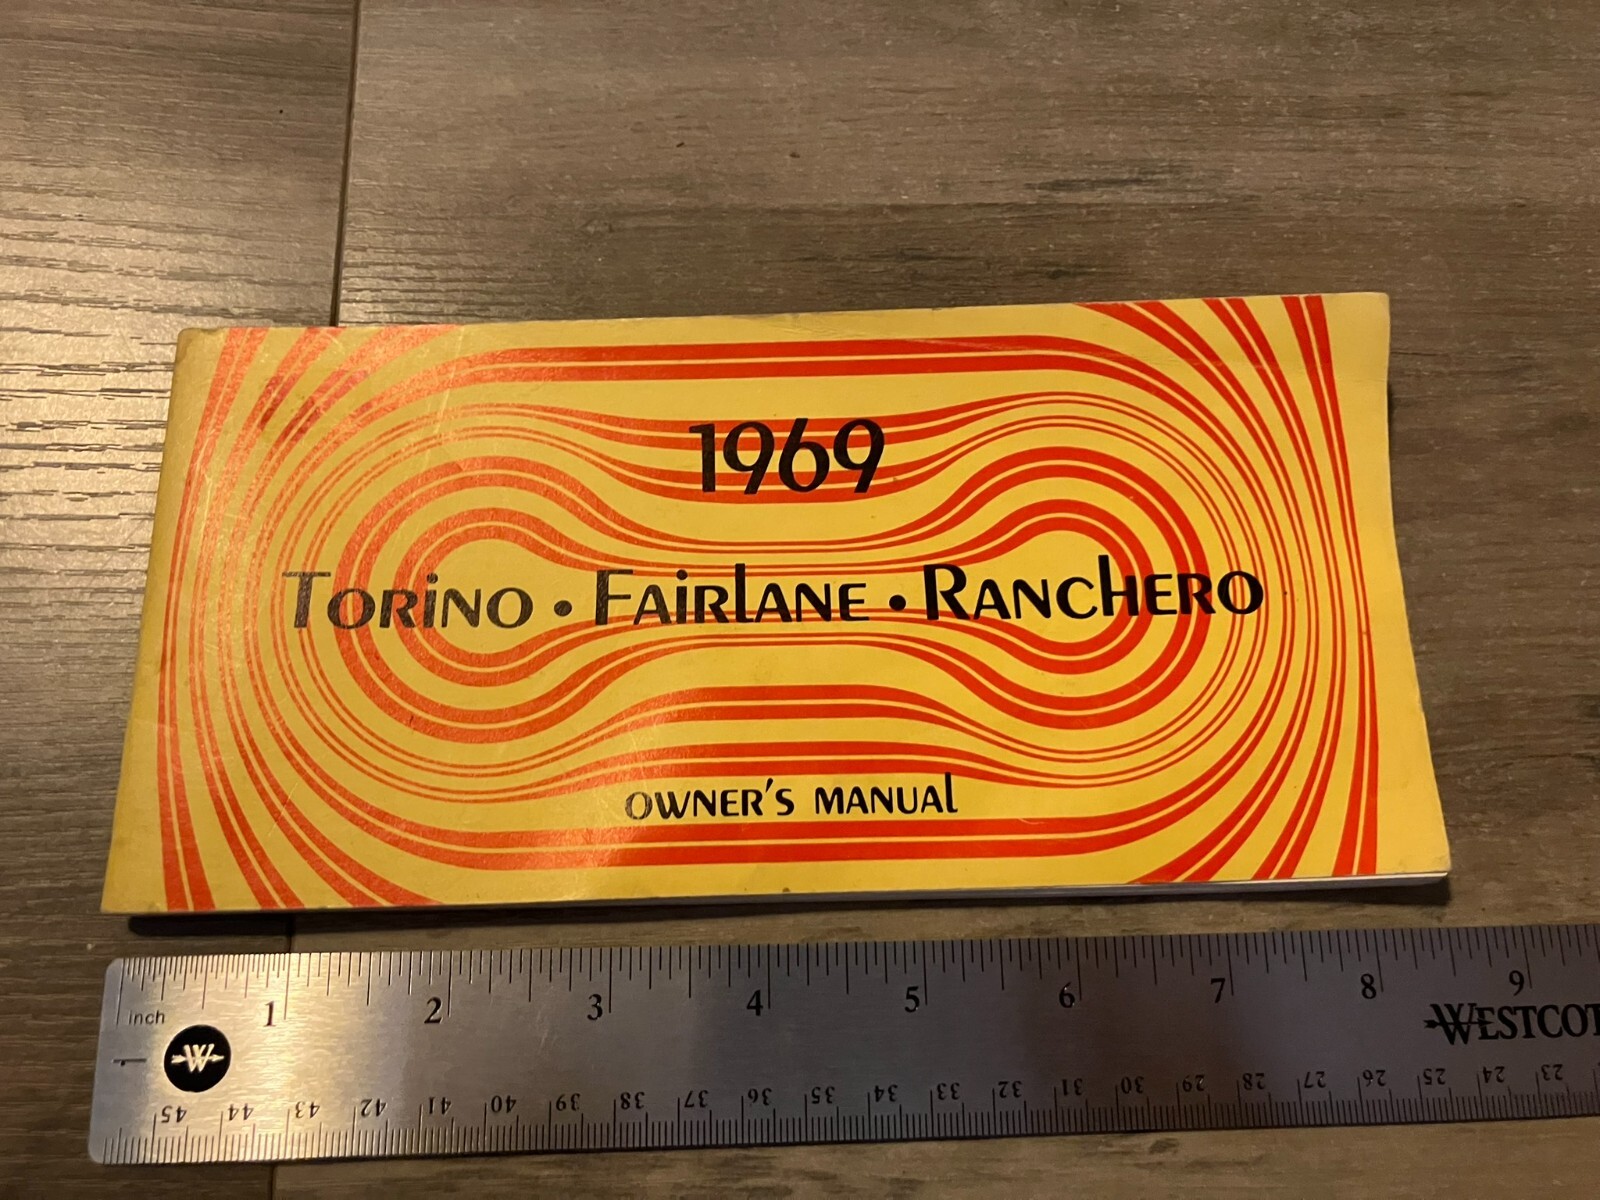 1969
TORiNO • FAiRlANE • RANChERO
OWNER'S MANUAl
1 2 3 4 5 6 7 8 9
inch
WESTCOT
W
45 44 43 42 41 40 39 38 37 36 35 34 33 32 31 30 29 28 27 26 25 24 23